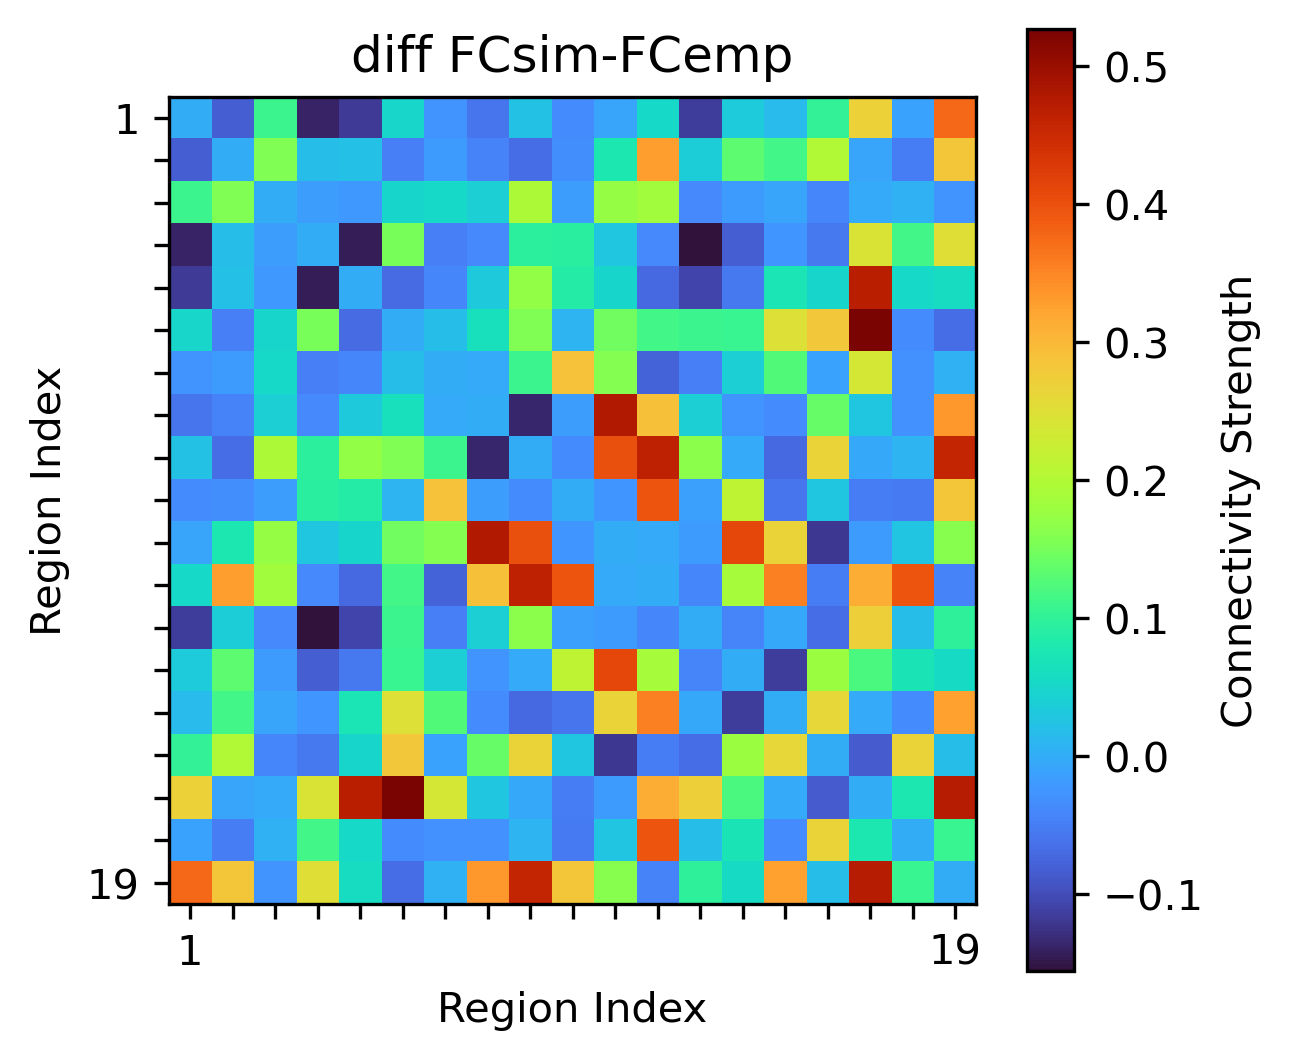 diff FCsim-FCemp
1
19
1
19
Region Index
Region Index
0.5
0.4
0.3
0.2
0.1
0.0
−0.1
Connectivity Strength